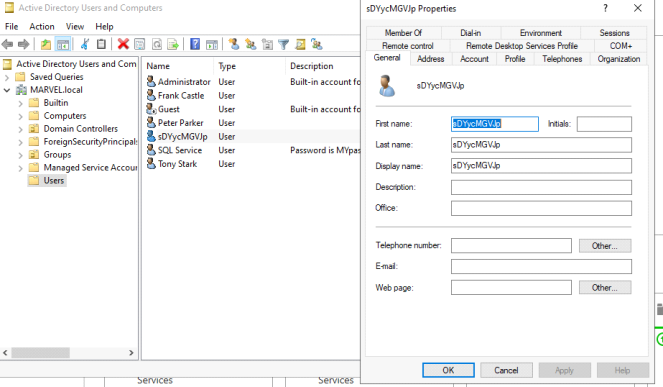 Active Directory Users and Computers
File Action View Help
Active Directory Users and Com
Saved Queries
MARVEL.local
Builtin
Computers
Domain Controllers
ForeignSecurityPrincipals
Groups
Managed Service Accour
Users
Name Type Description
Administrator User Built-in account fo
Frank Castle User
Guest User Built-in account fo
Peter Parker User
sDYycMGVJp User
SQL Service User Password is MYpas
Tony Stark User
sDYycMGVJp Properties
? X
Member Of Dial-in Environment Sessions
Remote control Remote Desktop Services Profile COM+
General Address Account Profile Telephones Organization
sDYycMGVJp
First name: sDYycMGVJp Initials:
Last name: sDYycMGVJp
Display name: sDYycMGVJp
Description:
Office:
Telephone number: Other...
E-mail:
Web page: Other...
OK Cancel Apply Help
Services Services